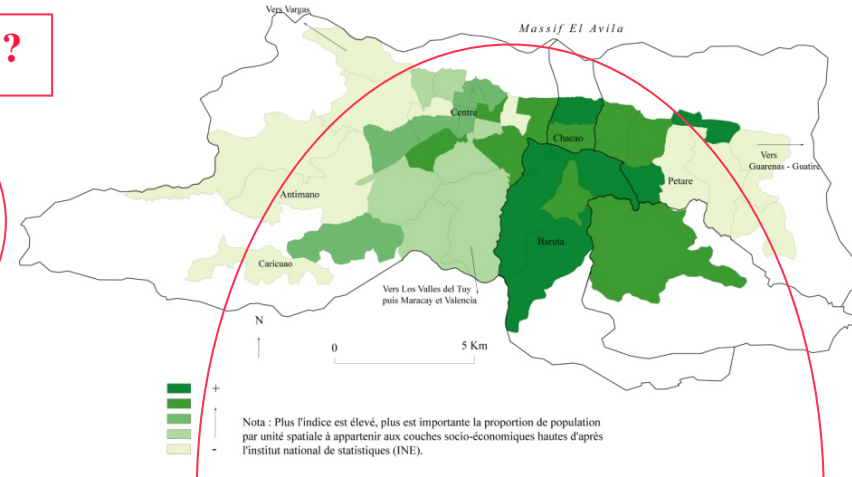 ?
Vers Vargas
Massif El Avila
Centre
Chacao
Vers
Guarenas - Guatire
Petare
Antimano
Baruta
Caricuao
Vers Los Valles del Tuy
puis Maracay et Valencia
N
0
5 Km
+
-
Nota : Plus l'indice est élevé, plus est importante la proportion de population
par unité spatiale à appartenir aux couches socio-économiques hautes d'après
l'institut national de statistiques (INE).